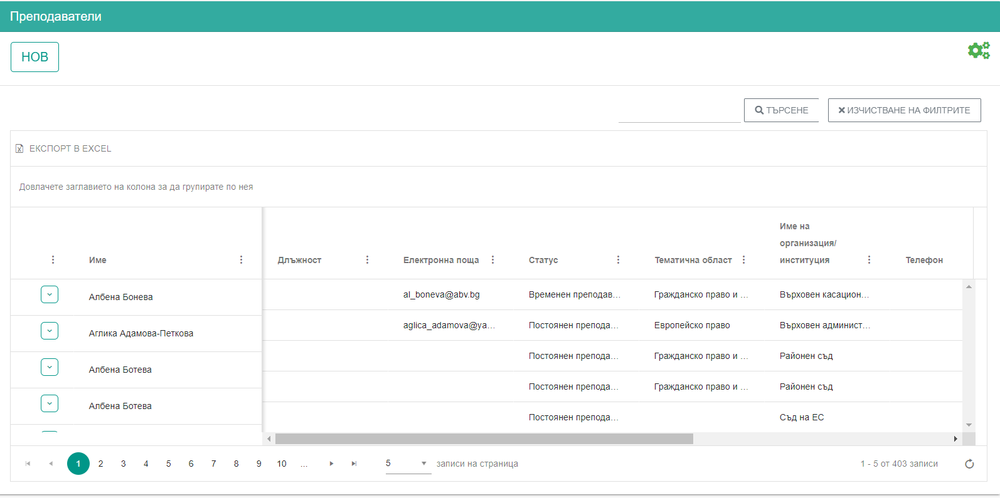 Преподаватели
НОВ
ТЪРСЕНЕ
ИЗЧИСТВАНЕ НА ФИЛТРИТЕ
ЕКСПОРТ В EXCEL
Довлачете заглавието на колона за да групирате по нея
Име
Длъжност
Електронна поща
Статус
Тематична област
Име на
организация/
институция
Телефон
Албена Бонева
al_boneva@abv.bg
Временен преподав...
Гражданско право и ...
Върховен касацион...
Аглика Адамова-Петкова
aglica_adamova@ya...
Постоянен препода...
Европейско право
Върховен админист...
Албена Ботева
Постоянен препода...
Гражданско право и ...
Районен съд
Албена Ботева
Постоянен препода...
Гражданско право и ...
Районен съд
Постоянен препода...
Съд на ЕС
1 2 3 4 5 6 7 8 9 10 ...
5
записи на страница
1 - 5 от 403 записи